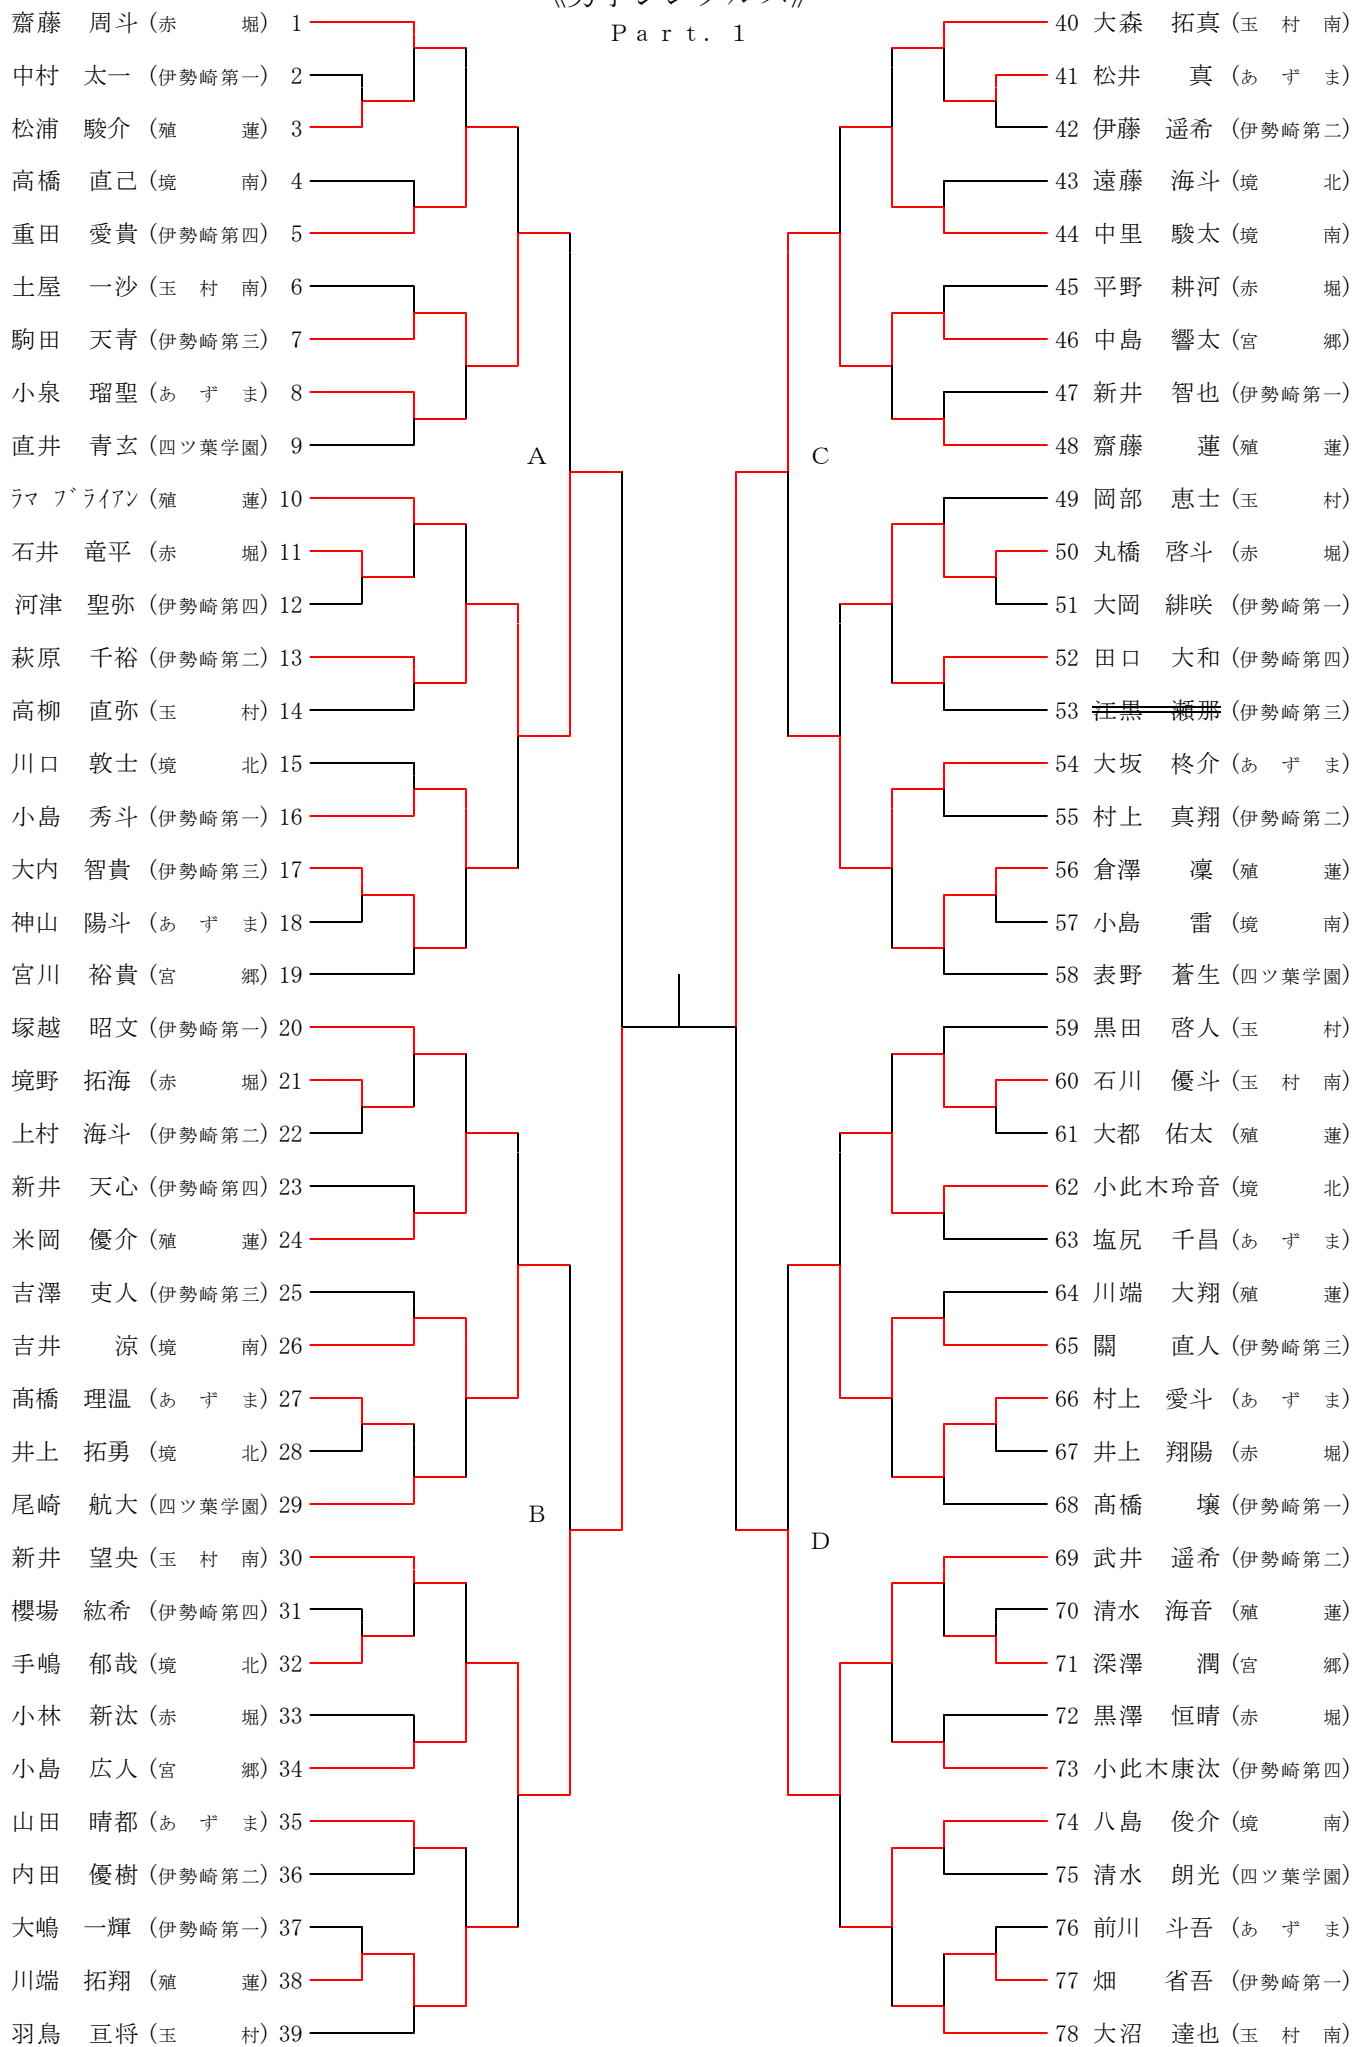 Part. 1
齋藤 周斗 (赤 堀) 1
中村 太一 (伊勢崎第一) 2
松浦 駿介 (殖 蓮) 3
高橋 直己 (境 南) 4
重田 愛貴 (伊勢崎第四) 5
土屋 一沙 (玉 村 南) 6
駒田 天青 (伊勢崎第三) 7
小泉 瑠聖 (あ ず ま) 8
直井 青玄 (四ツ葉学園) 9
ラマ ブライアン (殖 蓮) 10
石井 竜平 (赤 堀) 11
河津 聖弥 (伊勢崎第四) 12
萩原 千裕 (伊勢崎第二) 13
高柳 直弥 (玉 村) 14
川口 敦士 (境 北) 15
小島 秀斗 (伊勢崎第一) 16
大内 智貴 (伊勢崎第三) 17
神山 陽斗 (あ ず ま) 18
宮川 裕貴 (宮 郷) 19
塚越 昭文 (伊勢崎第一) 20
境野 拓海 (赤 堀) 21
上村 海斗 (伊勢崎第二) 22
新井 天心 (伊勢崎第四) 23
米岡 優介 (殖 蓮) 24
吉澤 吏人 (伊勢崎第三) 25
吉井 涼 (境 南) 26
髙橋 理温 (あ ず ま) 27
井上 拓勇 (境 北) 28
尾崎 航大 (四ツ葉学園) 29
新井 望央 (玉 村 南) 30
櫻場 紘希 (伊勢崎第四) 31
手嶋 郁哉 (境 北) 32
小林 新汰 (赤 堀) 33
小島 広人 (宮 郷) 34
山田 晴都 (あ ず ま) 35
内田 優樹 (伊勢崎第二) 36
大嶋 一輝 (伊勢崎第一) 37
川端 拓翔 (殖 蓮) 38
羽鳥 亘将 (玉 村) 39
A
B
C
D
40 大森 拓真 (玉 村 南)
41 松井 真 (あ ず ま)
42 伊藤 遥希 (伊勢崎第二)
43 遠藤 海斗 (境 北)
44 中里 駿太 (境 南)
45 平野 耕河 (赤 堀)
46 中島 響太 (宮 郷)
47 新井 智也 (伊勢崎第一)
48 齋藤 蓮 (殖 蓮)
49 岡部 恵士 (玉 村)
50 丸橋 啓斗 (赤 堀)
51 大岡 緋咲 (伊勢崎第一)
52 田口 大和 (伊勢崎第四)
53 江黒 瀬那 (伊勢崎第三)
54 大坂 柊介 (あ ず ま)
55 村上 真翔 (伊勢崎第二)
56 倉澤 凜 (殖 蓮)
57 小島 雷 (境 南)
58 表野 蒼生 (四ツ葉学園)
59 黒田 啓人 (玉 村)
60 石川 優斗 (玉 村 南)
61 大都 佑太 (殖 蓮)
62 小此木玲音 (境 北)
63 塩尻 千昌 (あ ず ま)
64 川端 大翔 (殖 蓮)
65 關 直人 (伊勢崎第三)
66 村上 愛斗 (あ ず ま)
67 井上 翔陽 (赤 堀)
68 髙橋 壌 (伊勢崎第一)
69 武井 遥希 (伊勢崎第二)
70 清水 海音 (殖 蓮)
71 深澤 潤 (宮 郷)
72 黒澤 恒晴 (赤 堀)
73 小此木康汰 (伊勢崎第四)
74 八島 俊介 (境 南)
75 清水 朗光 (四ツ葉学園)
76 前川 斗吾 (あ ず ま)
77 畑 省吾 (伊勢崎第一)
78 大沼 達也 (玉 村 南)